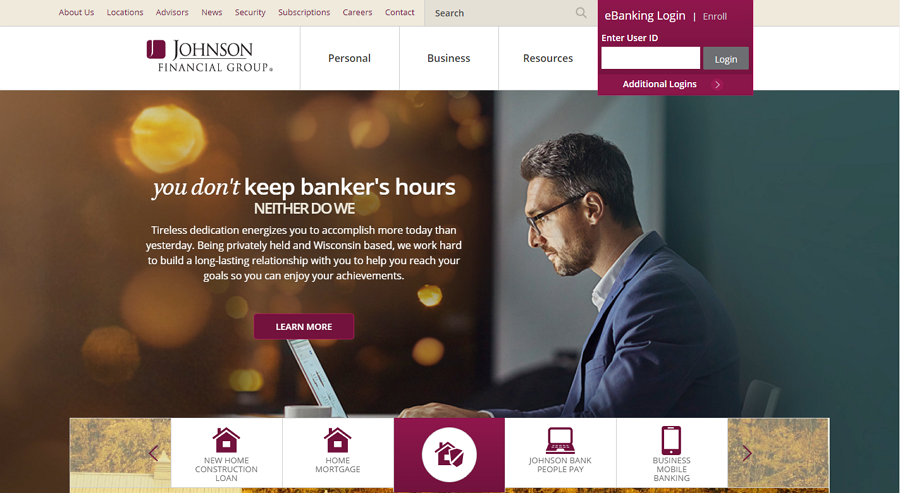 About Us Locations Advisors News Security Subscriptions Careers Contact Search
eBanking Login | Enroll
Enter User ID
Login
Additional Logins
JOHNSON
FINANCIAL GROUP®
Personal Business Resources
you don't keep banker's hours
NEITHER DO WE
Tireless dedication energizes you to accomplish more today than
yesterday. Being privately held and Wisconsin based, we work hard
to build a long-lasting relationship with you to help you reach your
goals so you can enjoy your achievements.
LEARN MORE
NEW HOME
CONSTRUCTION
LOAN
HOME
MORTGAGE
JOHNSON BANK
PEOPLE PAY
BUSINESS
MOBILE
BANKING